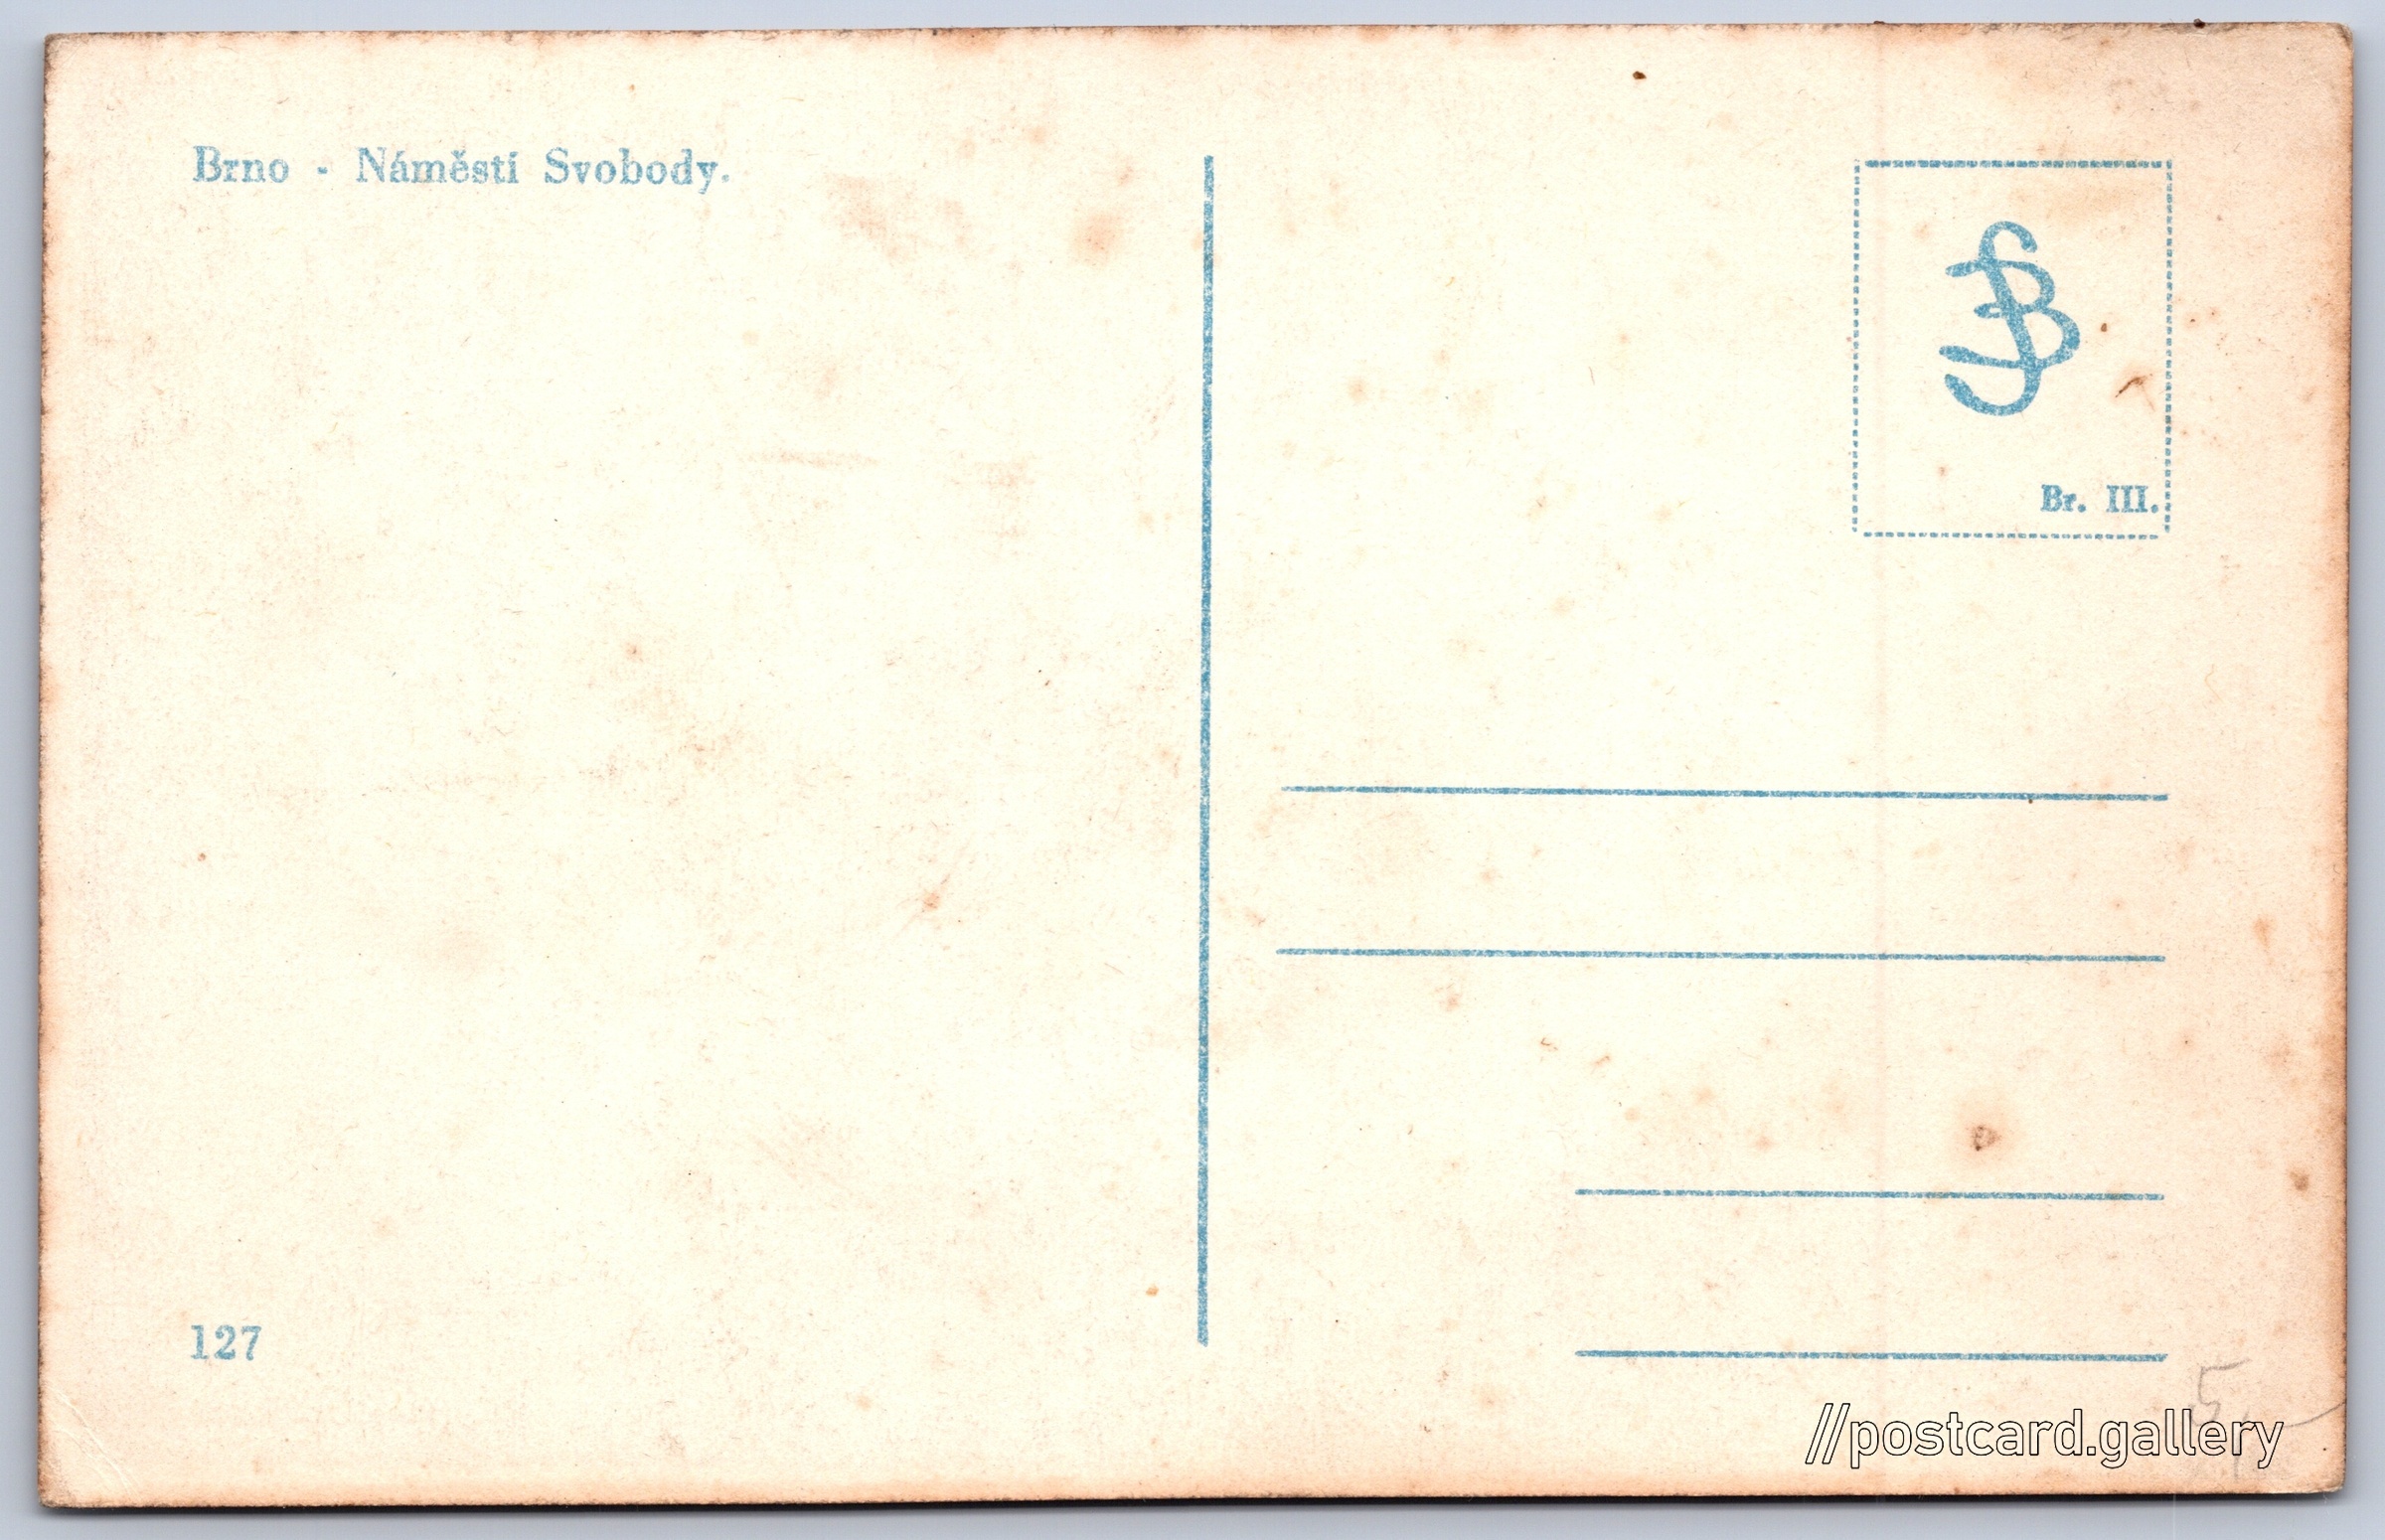 Brno - Náměstí Svobody.
Br. III.
127
//postcard.gallery